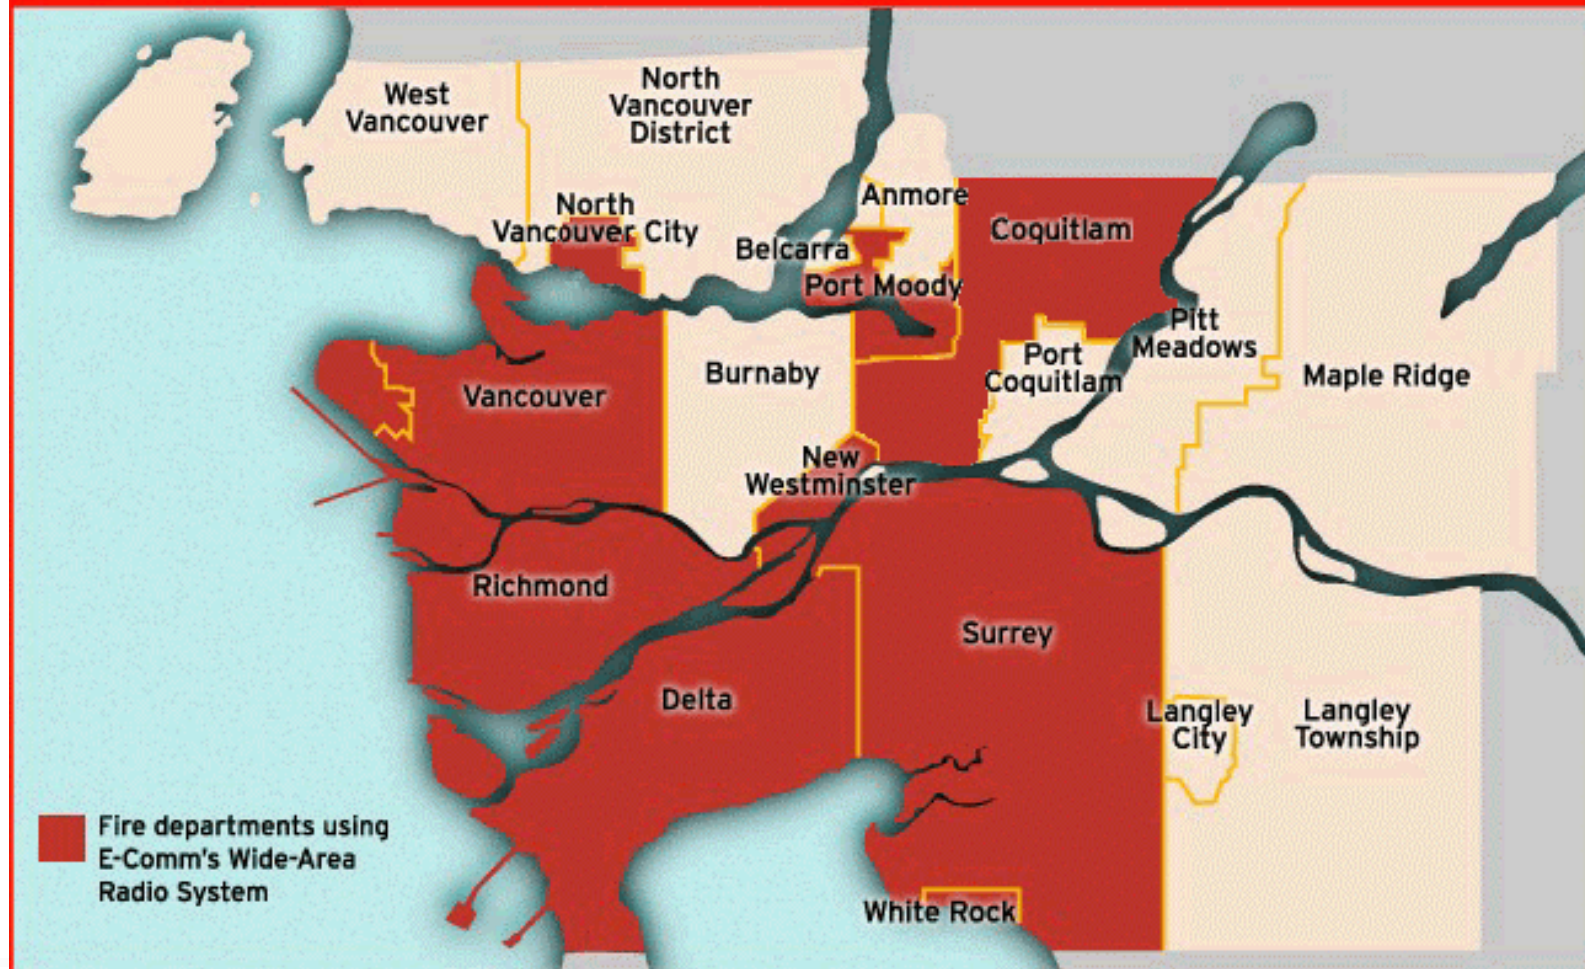 West
Vancouver
North
Vancouver
District
North
Vancouver City
Anmore
Coquitlam
Belcarra
Port Moody
Pitt
Meadows
Port
Coquitlam
Burnaby
Maple Ridge
Vancouver
New
Westminster
Richmond
Surrey
Delta
Langley
City
Langley
Township
Fire departments using
E-Comm's Wide-Area
Radio System
White Rock